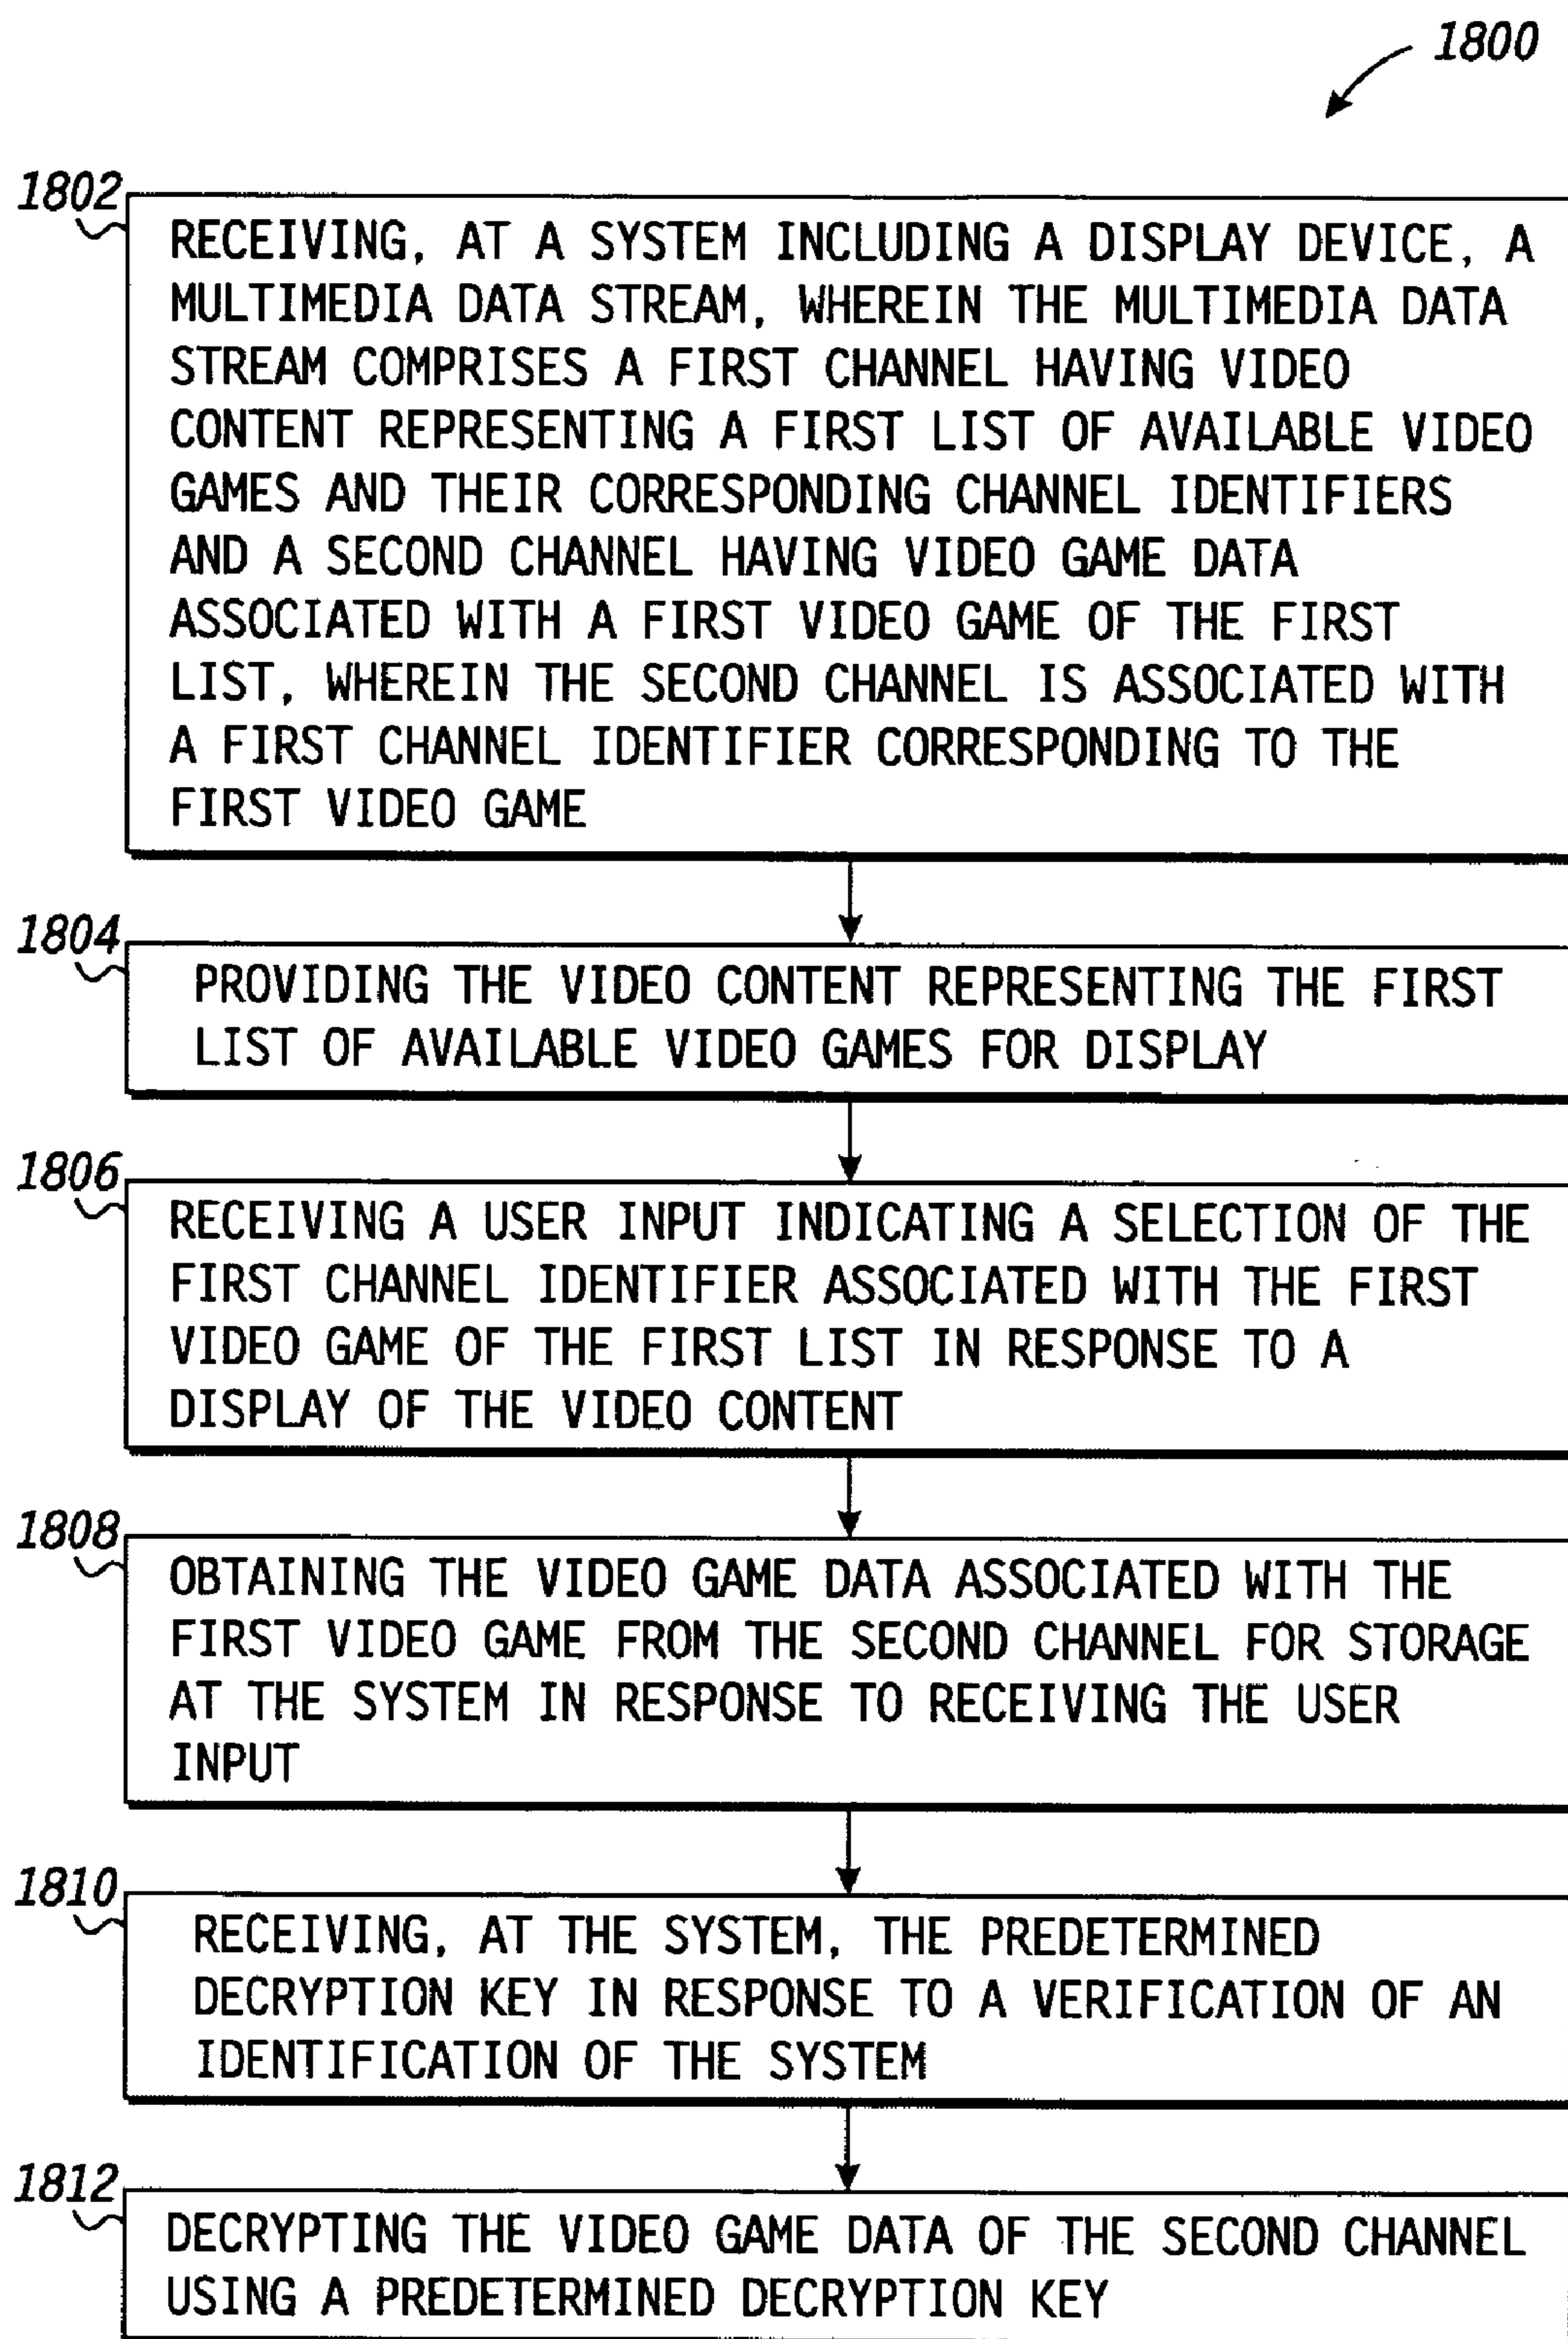 1800
1802
RECEIVING, AT A SYSTEM INCLUDING A DISPLAY DEVICE, A
MULTIMEDIA DATA STREAM, WHEREIN THE MULTIMEDIA DATA
STREAM COMPRISES A FIRST CHANNEL HAVING VIDEO
CONTENT REPRESENTING A FIRST LIST OF AVAILABLE VIDEO
GAMES AND THEIR CORRESPONDING CHANNEL IDENTIFIERS
AND A SECOND CHANNEL HAVING VIDEO GAME DATA
ASSOCIATED WITH A FIRST VIDEO GAME OF THE FIRST
LIST, WHEREIN THE SECOND CHANNEL IS ASSOCIATED WITH
A FIRST CHANNEL IDENTIFIER CORRESPONDING TO THE
FIRST VIDEO GAME
1804
PROVIDING THE VIDEO CONTENT REPRESENTING THE FIRST
LIST OF AVAILABLE VIDEO GAMES FOR DISPLAY
1806
RECEIVING A USER INPUT INDICATING A SELECTION OF THE
FIRST CHANNEL IDENTIFIER ASSOCIATED WITH THE FIRST
VIDEO GAME OF THE FIRST LIST IN RESPONSE TO A
DISPLAY OF THE VIDEO CONTENT
1808
OBTAINING THE VIDEO GAME DATA ASSOCIATED WITH THE
FIRST VIDEO GAME FROM THE SECOND CHANNEL FOR STORAGE
AT THE SYSTEM IN RESPONSE TO RECEIVING THE USER
INPUT
1810
RECEIVING, AT THE SYSTEM, THE PREDETERMINED
DECRYPTION KEY IN RESPONSE TO A VERIFICATION OF AN
IDENTIFICATION OF THE SYSTEM
1812
DECRYPTING THE VIDEO GAME DATA OF THE SECOND CHANNEL
USING A PREDETERMINED DECRYPTION KEY